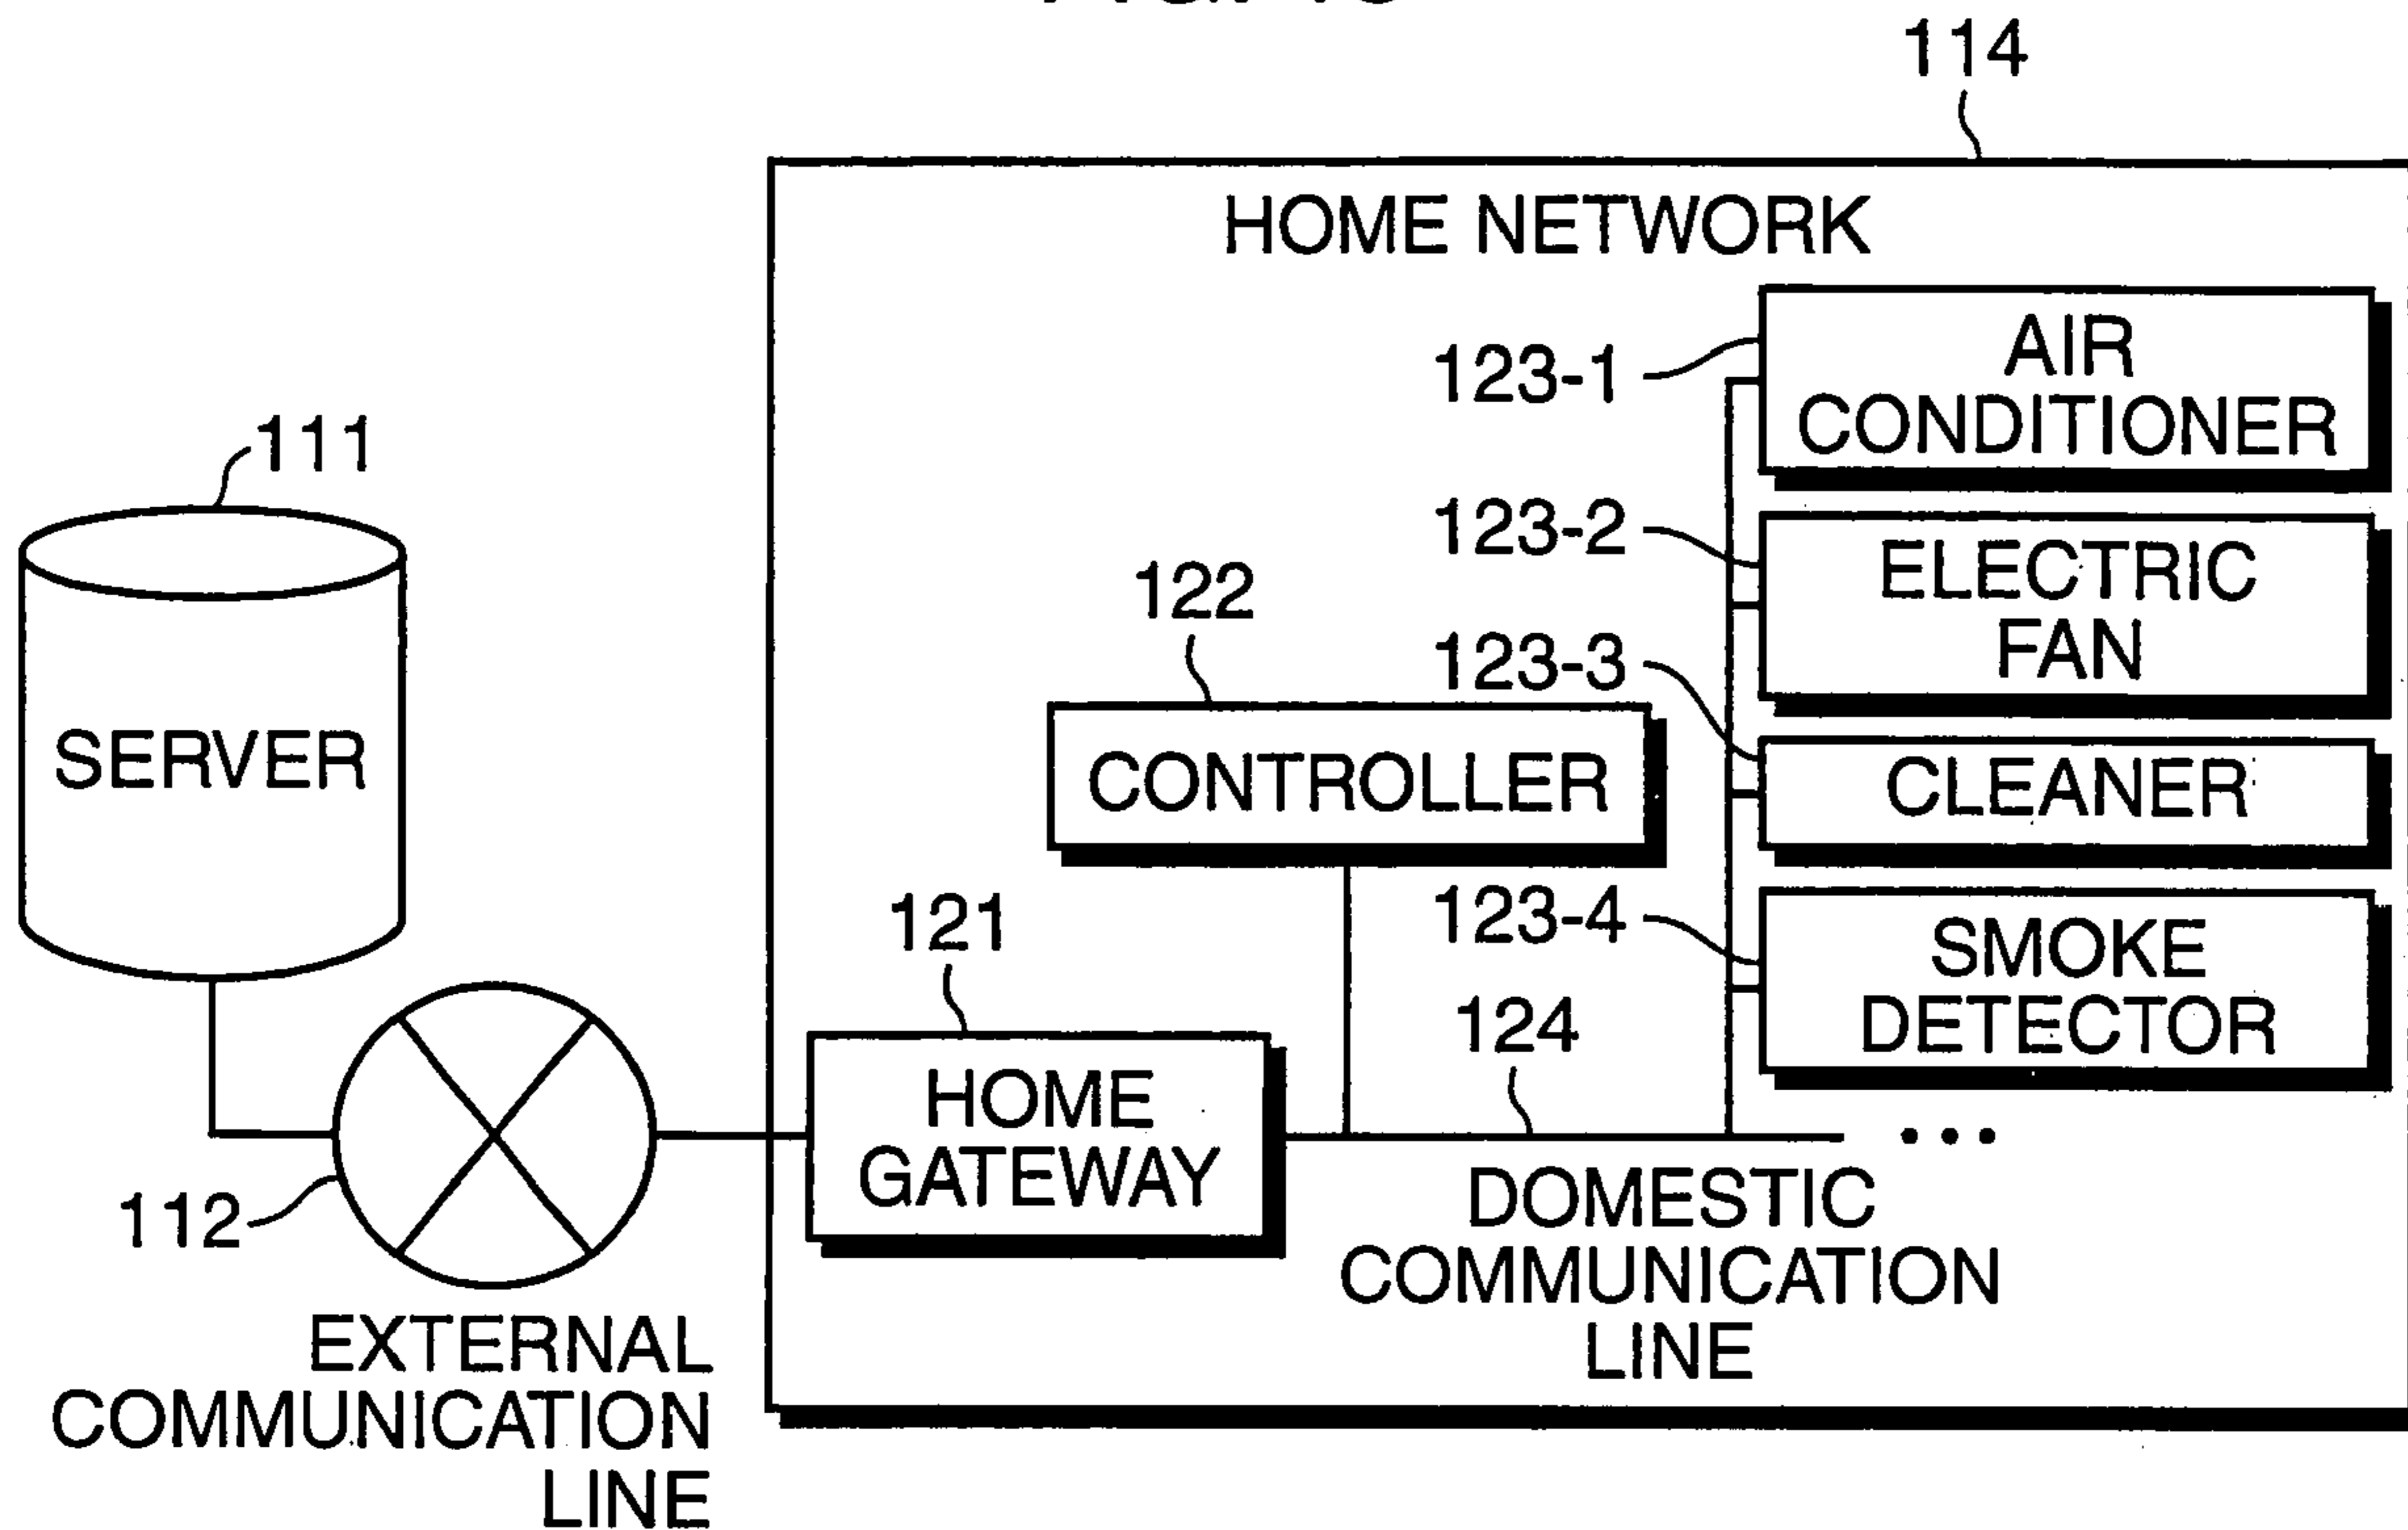 114
HOME NETWORK
123-1
AIR
CONDITIONER
111
123-2
ELECTRIC
FAN
122
123-3
SERVER
CONTROLLER
CLEANER
121
123-4
SMOKE
DETECTOR
124
HOME
GATEWAY
...
112
DOMESTIC
COMMUNICATION
LINE
EXTERNAL
COMMUNICATION
LINE